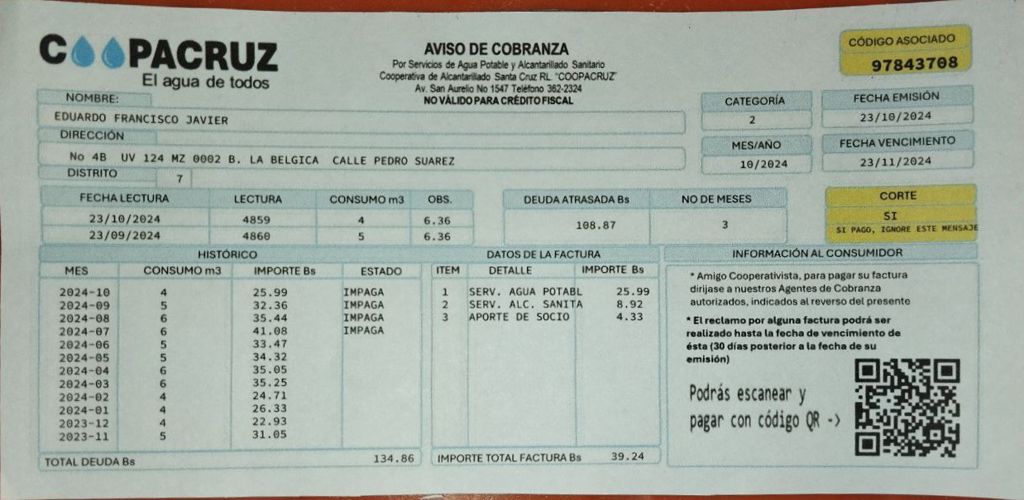 COOPACRUZ
El agua de todos
AVISO DE COBRANZA
Por Servicios de Agua Potable y Alcantarillado Sanitario
Cooperativa de Alcantarillado Santa Cruz RL. "COOPACRUZ"
Av. San Aurelio No 1547 Teléfono 362-2324
NO VÁLIDO PARA CRÉDITO FISCAL
CÓDIGO ASOCIADO
97843708
NOMBRE:
EDUARDO FRANCISCO JAVIER
CATEGORÍA
2
FECHA EMISIÓN
23/10/2024
DIRECCIÓN
No 4B UV 124 MZ 0002 B. LA BELGICA CALLE PEDRO SUAREZ
MES/AÑO
10/2024
FECHA VENCIMIENTO
23/11/2024
DISTRITO 7
FECHA LECTURA LECTURA CONSUMO m3 OBS.
23/10/2024 4859 4 6.36
23/09/2024 4860 5 6.36
DEUDA ATRASADA Bs NO DE MESES
108.87 3
CORTE
SI
SI PAGO, IGNORE ESTE MENSAJE
HISTÓRICO
MES CONSUMO m3 IMPORTE Bs ESTADO
2024-10 4 25.99 IMPAGA
2024-09 5 32.36 IMPAGA
2024-08 6 35.44 IMPAGA
2024-07 6 41.08 IMPAGA
2024-06 5 33.47
2024-05 5 34.32
2024-04 6 35.05
2024-03 6 35.25
2024-02 4 24.71
2024-01 4 26.33
2023-12 4 22.93
2023-11 5 31.05
TOTAL DEUDA Bs 134.86
DATOS DE LA FACTURA
ITEM DETALLE IMPORTE Bs
1 SERV. AGUA POTABL 25.99
2 SERV. ALC. SANITA 8.92
3 APORTE DE SOCIO 4.33
IMPORTE TOTAL FACTURA Bs 39.24
INFORMACIÓN AL CONSUMIDOR
* Amigo Cooperativista, para pagar su factura
dirijase a nuestros Agentes de Cobranza
autorizados, indicados al reverso del presente
* El reclamo por alguna factura podrá ser
realizado hasta la fecha de vencimiento de
ésta (30 días posterior a la fecha de su
emisión)
Podrás escanear y
pagar con código QR ->